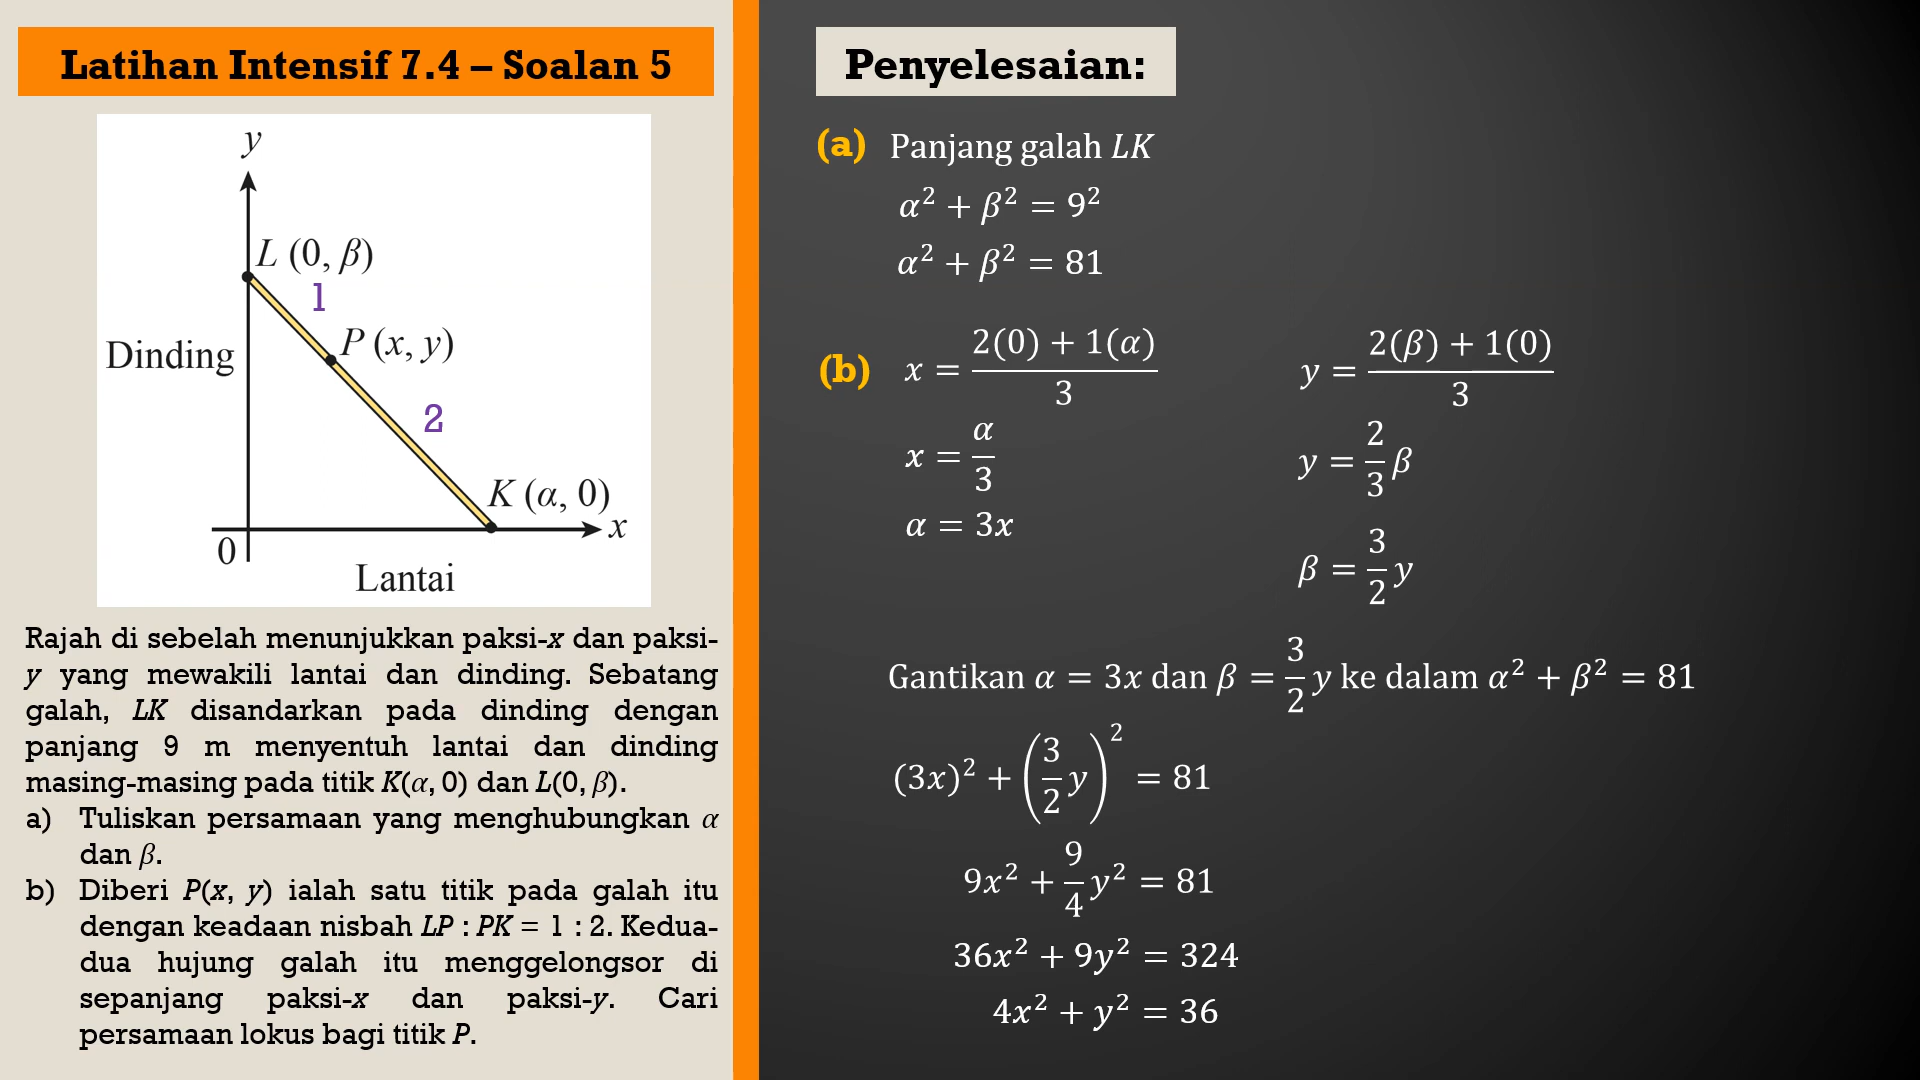 Latihan Intensif 7.4 – Soalan 5
y
L (0, β)
1
P (x, y)
Dinding
2
K (α, 0)
x
0
Lantai
Rajah di sebelah menunjukkan paksi-x dan paksi-
y yang mewakili lantai dan dinding. Sebatang
galah, LK disandarkan pada dinding dengan
panjang 9 m menyentuh lantai dan dinding
masing-masing pada titik K(α, 0) dan L(0, β).
a) Tuliskan persamaan yang menghubungkan α
dan β.
b) Diberi P(x, y) ialah satu titik pada galah itu
dengan keadaan nisbah LP : PK = 1 : 2. Kedua-
dua hujung galah itu menggelongsor di
sepanjang paksi-x dan paksi-y. Cari
persamaan lokus bagi titik P.
Penyelesaian:
(a) Panjang galah LK
α² + β² = 9²
α² + β² = 81
(b) x = (2(0) + 1(α))/3
x = α/3
α = 3x
y = (2(β) + 1(0))/3
y = 2/3 β
β = 3/2 y
Gantikan α = 3x dan β = 3/2 y ke dalam α² + β² = 81
(3x)² + (3/2 y)² = 81
9x² + 9/4 y² = 81
36x² + 9y² = 324
4x² + y² = 36